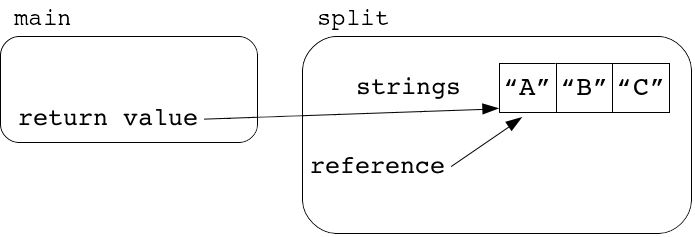 main
split
strings “A” “B” “C”
return value
reference